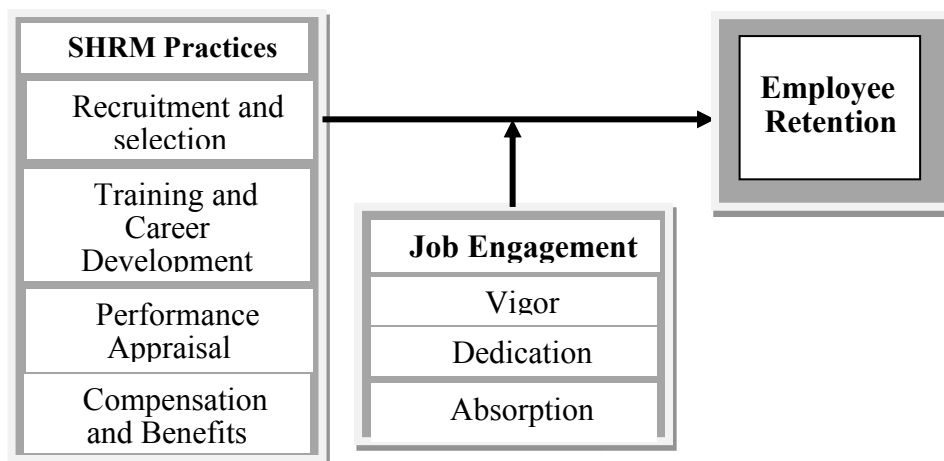 SHRM Practices
Recruitment and
selection
Training and
Career
Development
Performance
Appraisal
Compensation
and Benefits
Job Engagement
Vigor
Dedication
Absorption
Employee
Retention